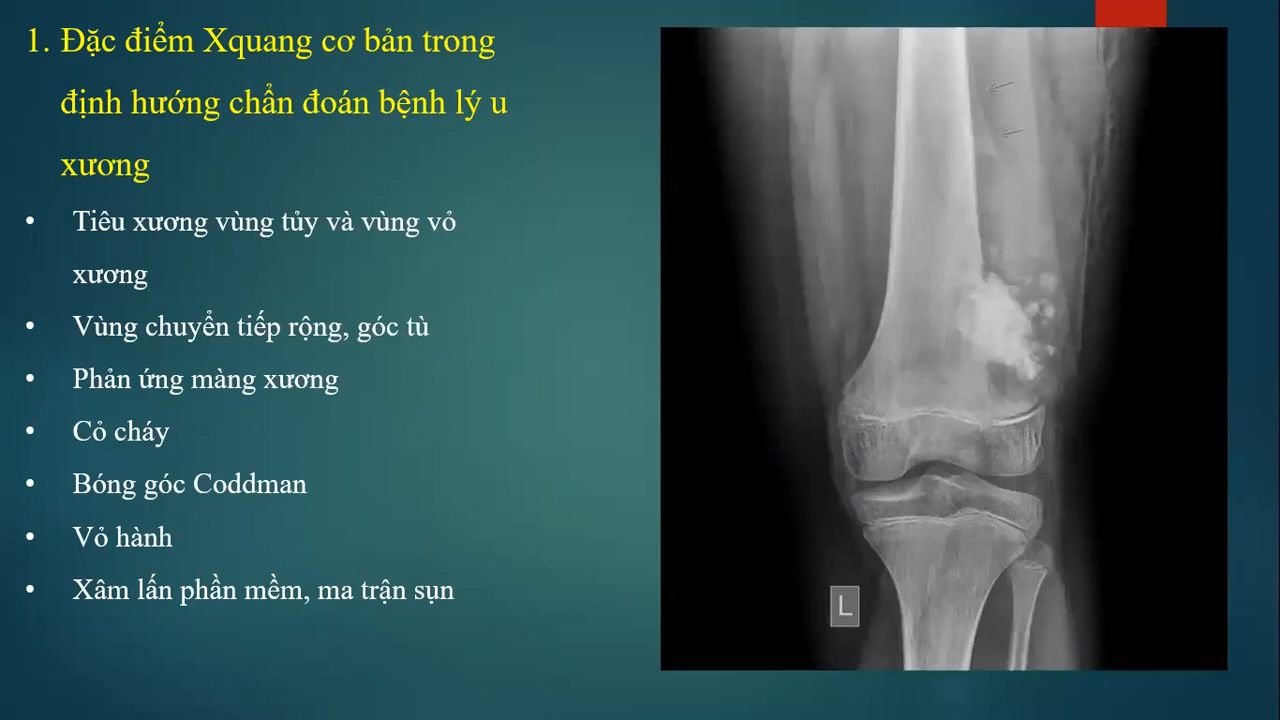 1. Đặc điểm Xquang cơ bản trong
định hướng chẩn đoán bệnh lý u
xương
• Tiêu xương vùng tủy và vùng vỏ
xương
• Vùng chuyển tiếp rộng, góc tù
• Phản ứng màng xương
• Cỏ cháy
• Bóng góc Coddman
• Vỏ hành
• Xâm lấn phần mềm, ma trận sụn
L